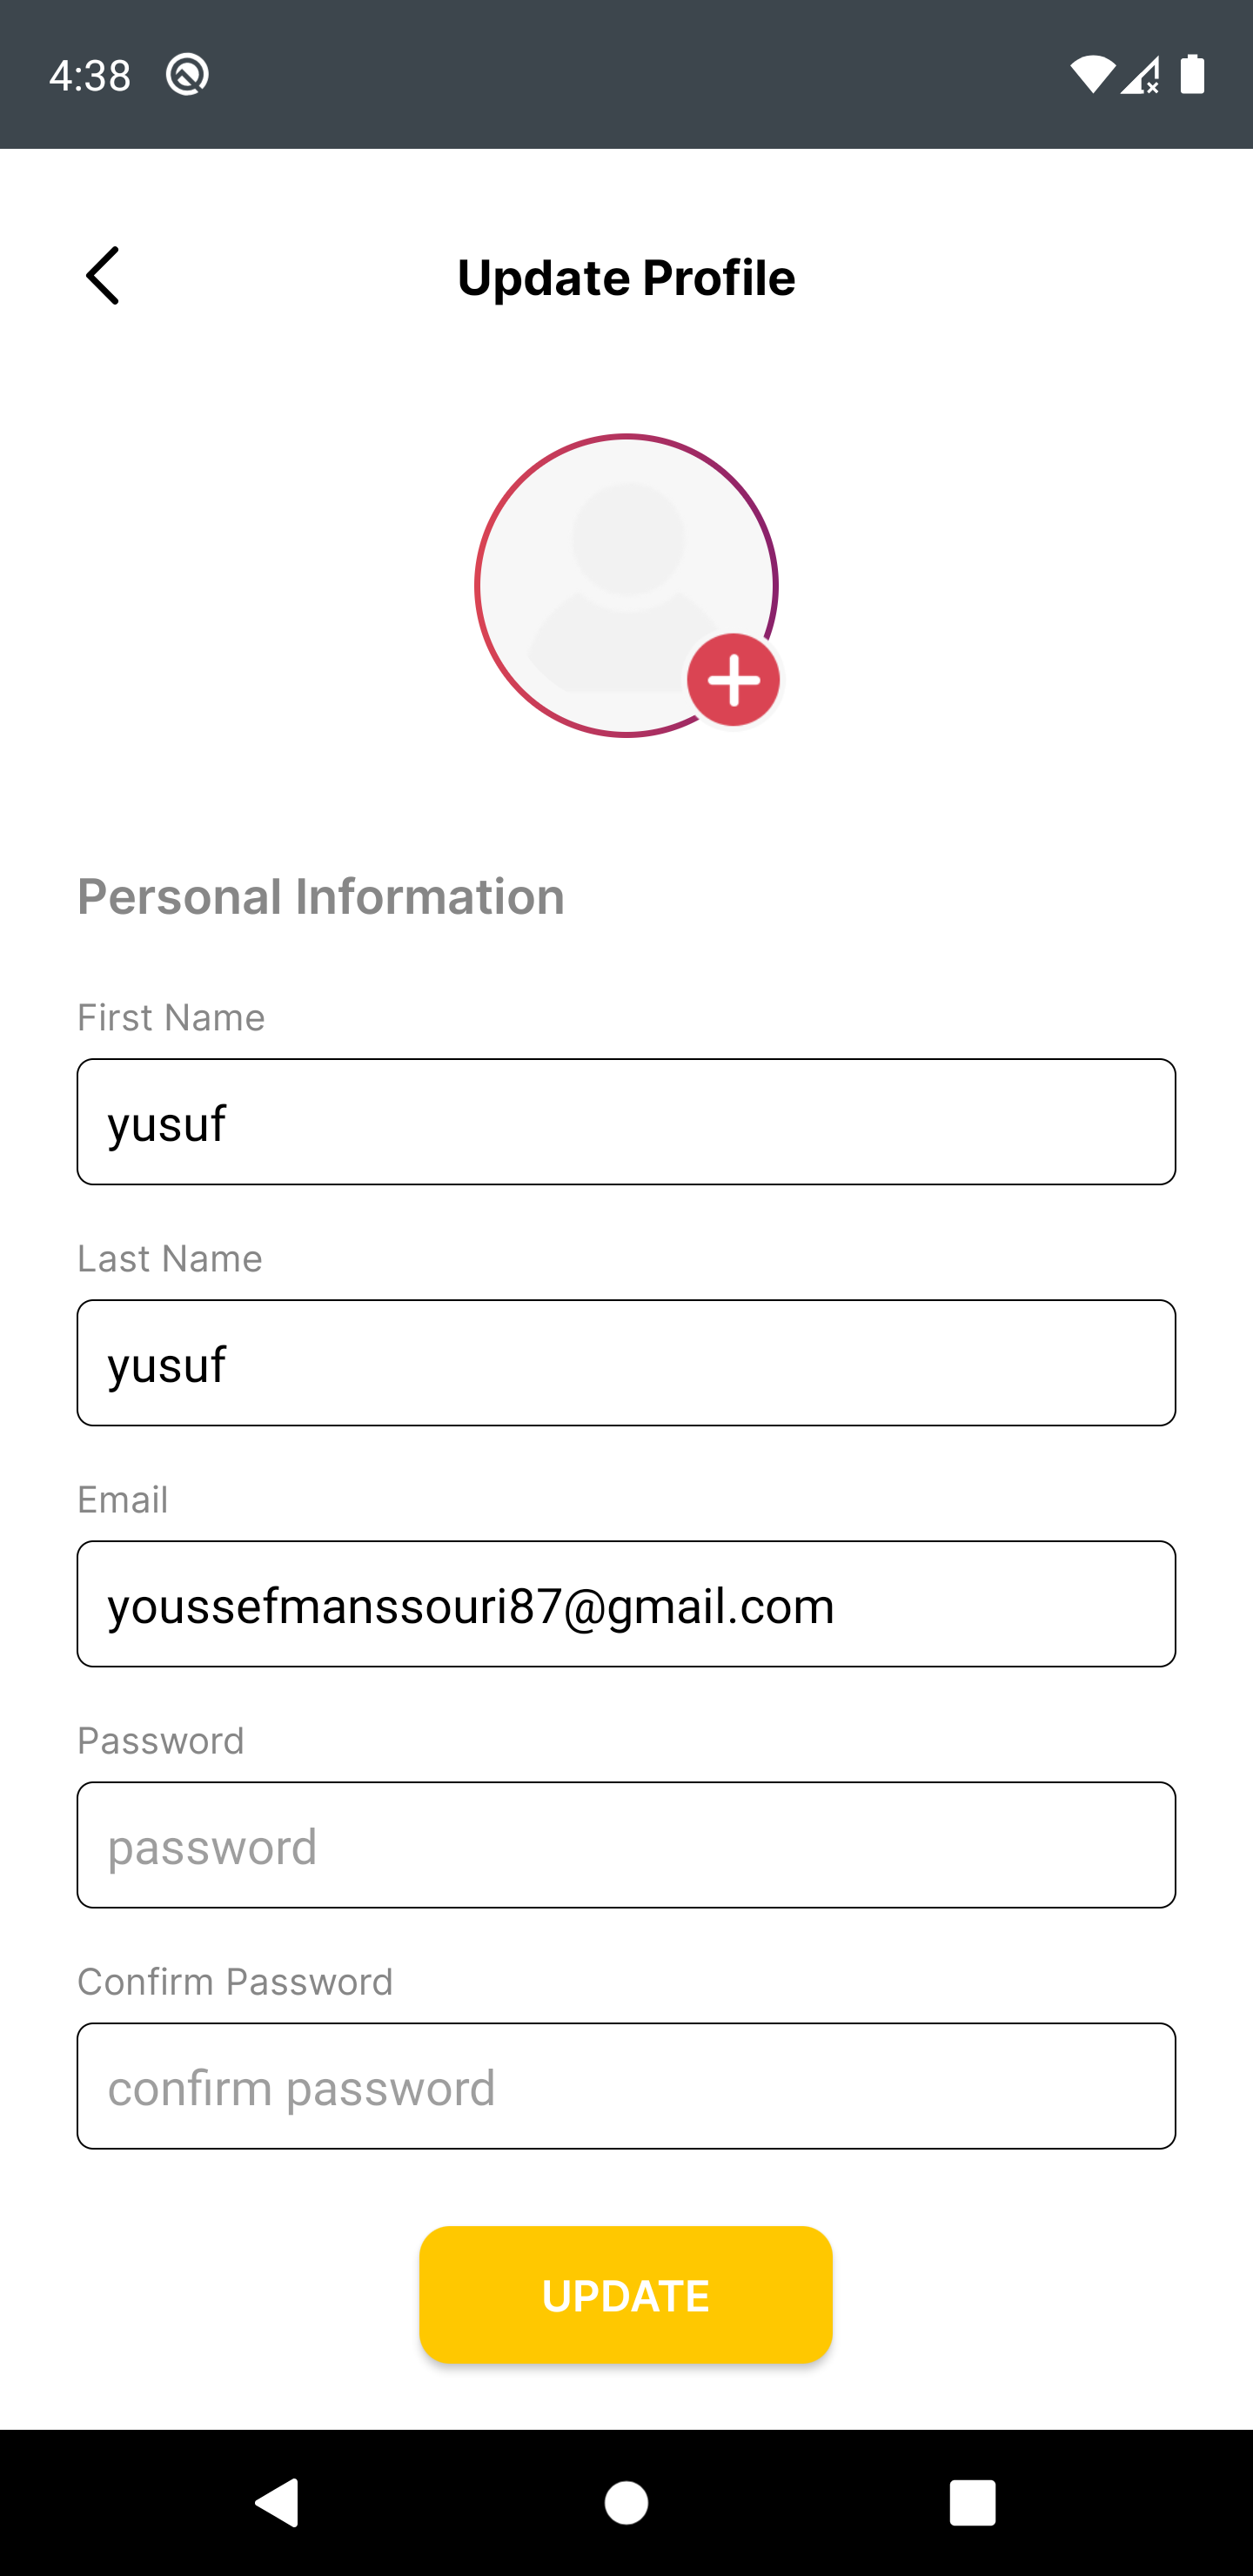 4:38
Update Profile
Personal Information
First Name
yusuf
Last Name
yusuf
Email
youssefmanssouri87@gmail.com
Password
password
Confirm Password
confirm password
UPDATE